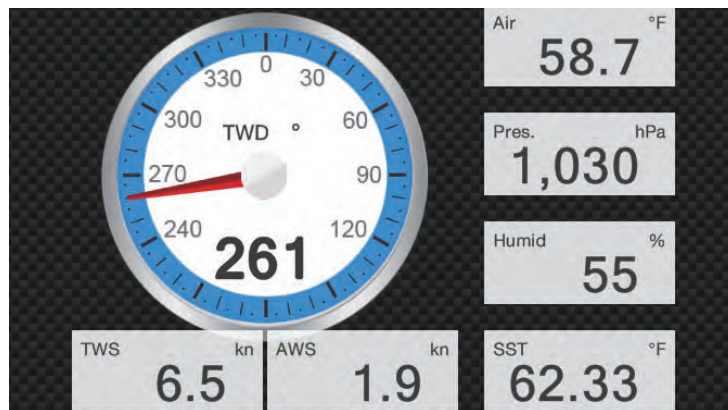 0
330
30
300
60
TWD °
270
90
240
120
261
Air °F
58.7
Pres. hPa
1,030
Humid %
55
TWS kn
6.5
AWS kn
1.9
SST °F
62.33